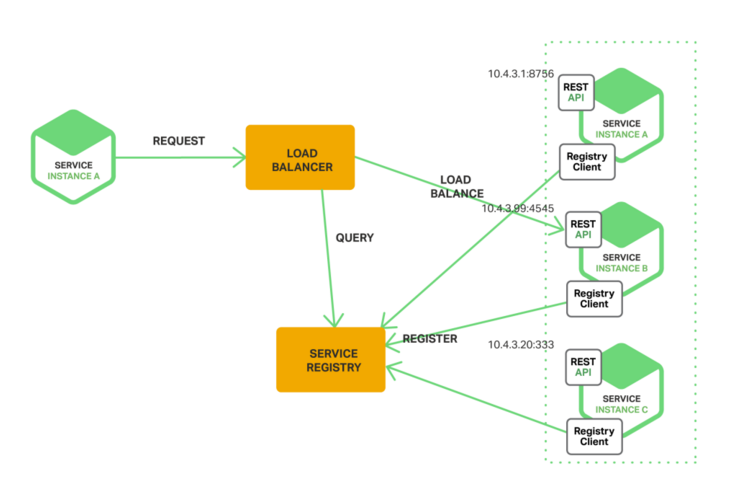 SERVICE
INSTANCE A
REQUEST
LOAD
BALANCER
LOAD
BALANCE
QUERY
SERVICE
REGISTRY
REGISTER
10.4.3.1:8756
REST
API
SERVICE
INSTANCE A
Registry
Client
10.4.3.99:4545
REST
API
SERVICE
INSTANCE B
Registry
Client
10.4.3.20:333
REST
API
SERVICE
INSTANCE C
Registry
Client